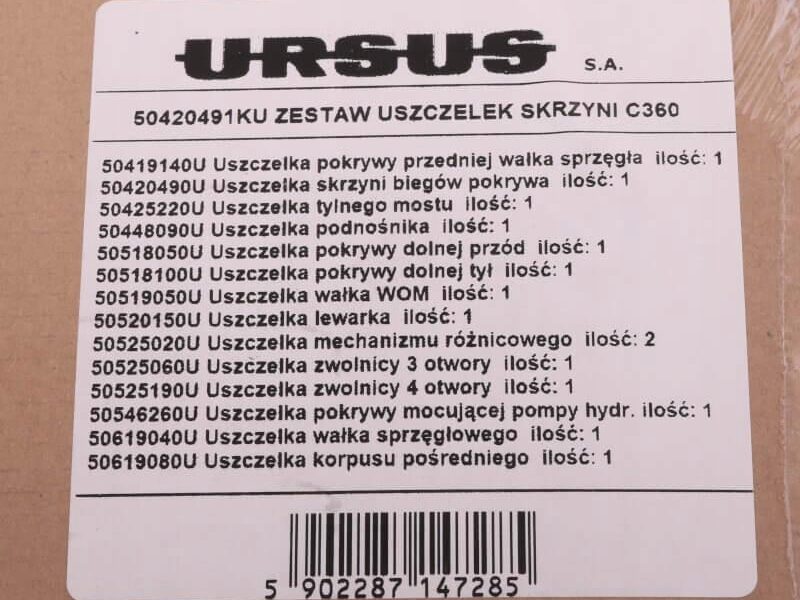 URSUS S.A.
50420491KU ZESTAW USZCZELEK SKRZYNI C360
50419140U Uszczelka pokrywy przedniej wałka sprzęgła ilość: 1
50420490U Uszczelka skrzyni biegów pokrywa ilość: 1
50425220U Uszczelka tylnego mostu ilość: 1
50448090U Uszczelka podnośnika ilość: 1
50518050U Uszczelka pokrywy dolnej przód ilość: 1
50518100U Uszczelka pokrywy dolnej tył ilość: 1
50519050U Uszczelka wałka WOM ilość: 1
50520150U Uszczelka lewarka ilość: 1
50525020U Uszczelka mechanizmu różnicowego ilość: 2
50525060U Uszczelka zwolnicy 3 otwory ilość: 1
50525190U Uszczelka zwolnicy 4 otwory ilość: 1
50546260U Uszczelka pokrywy mocującej pompy hydr. ilość: 1
50619040U Uszczelka wałka sprzęgłowego ilość: 1
50619080U Uszczelka korpusu pośredniego ilość: 1
5 902287 147285